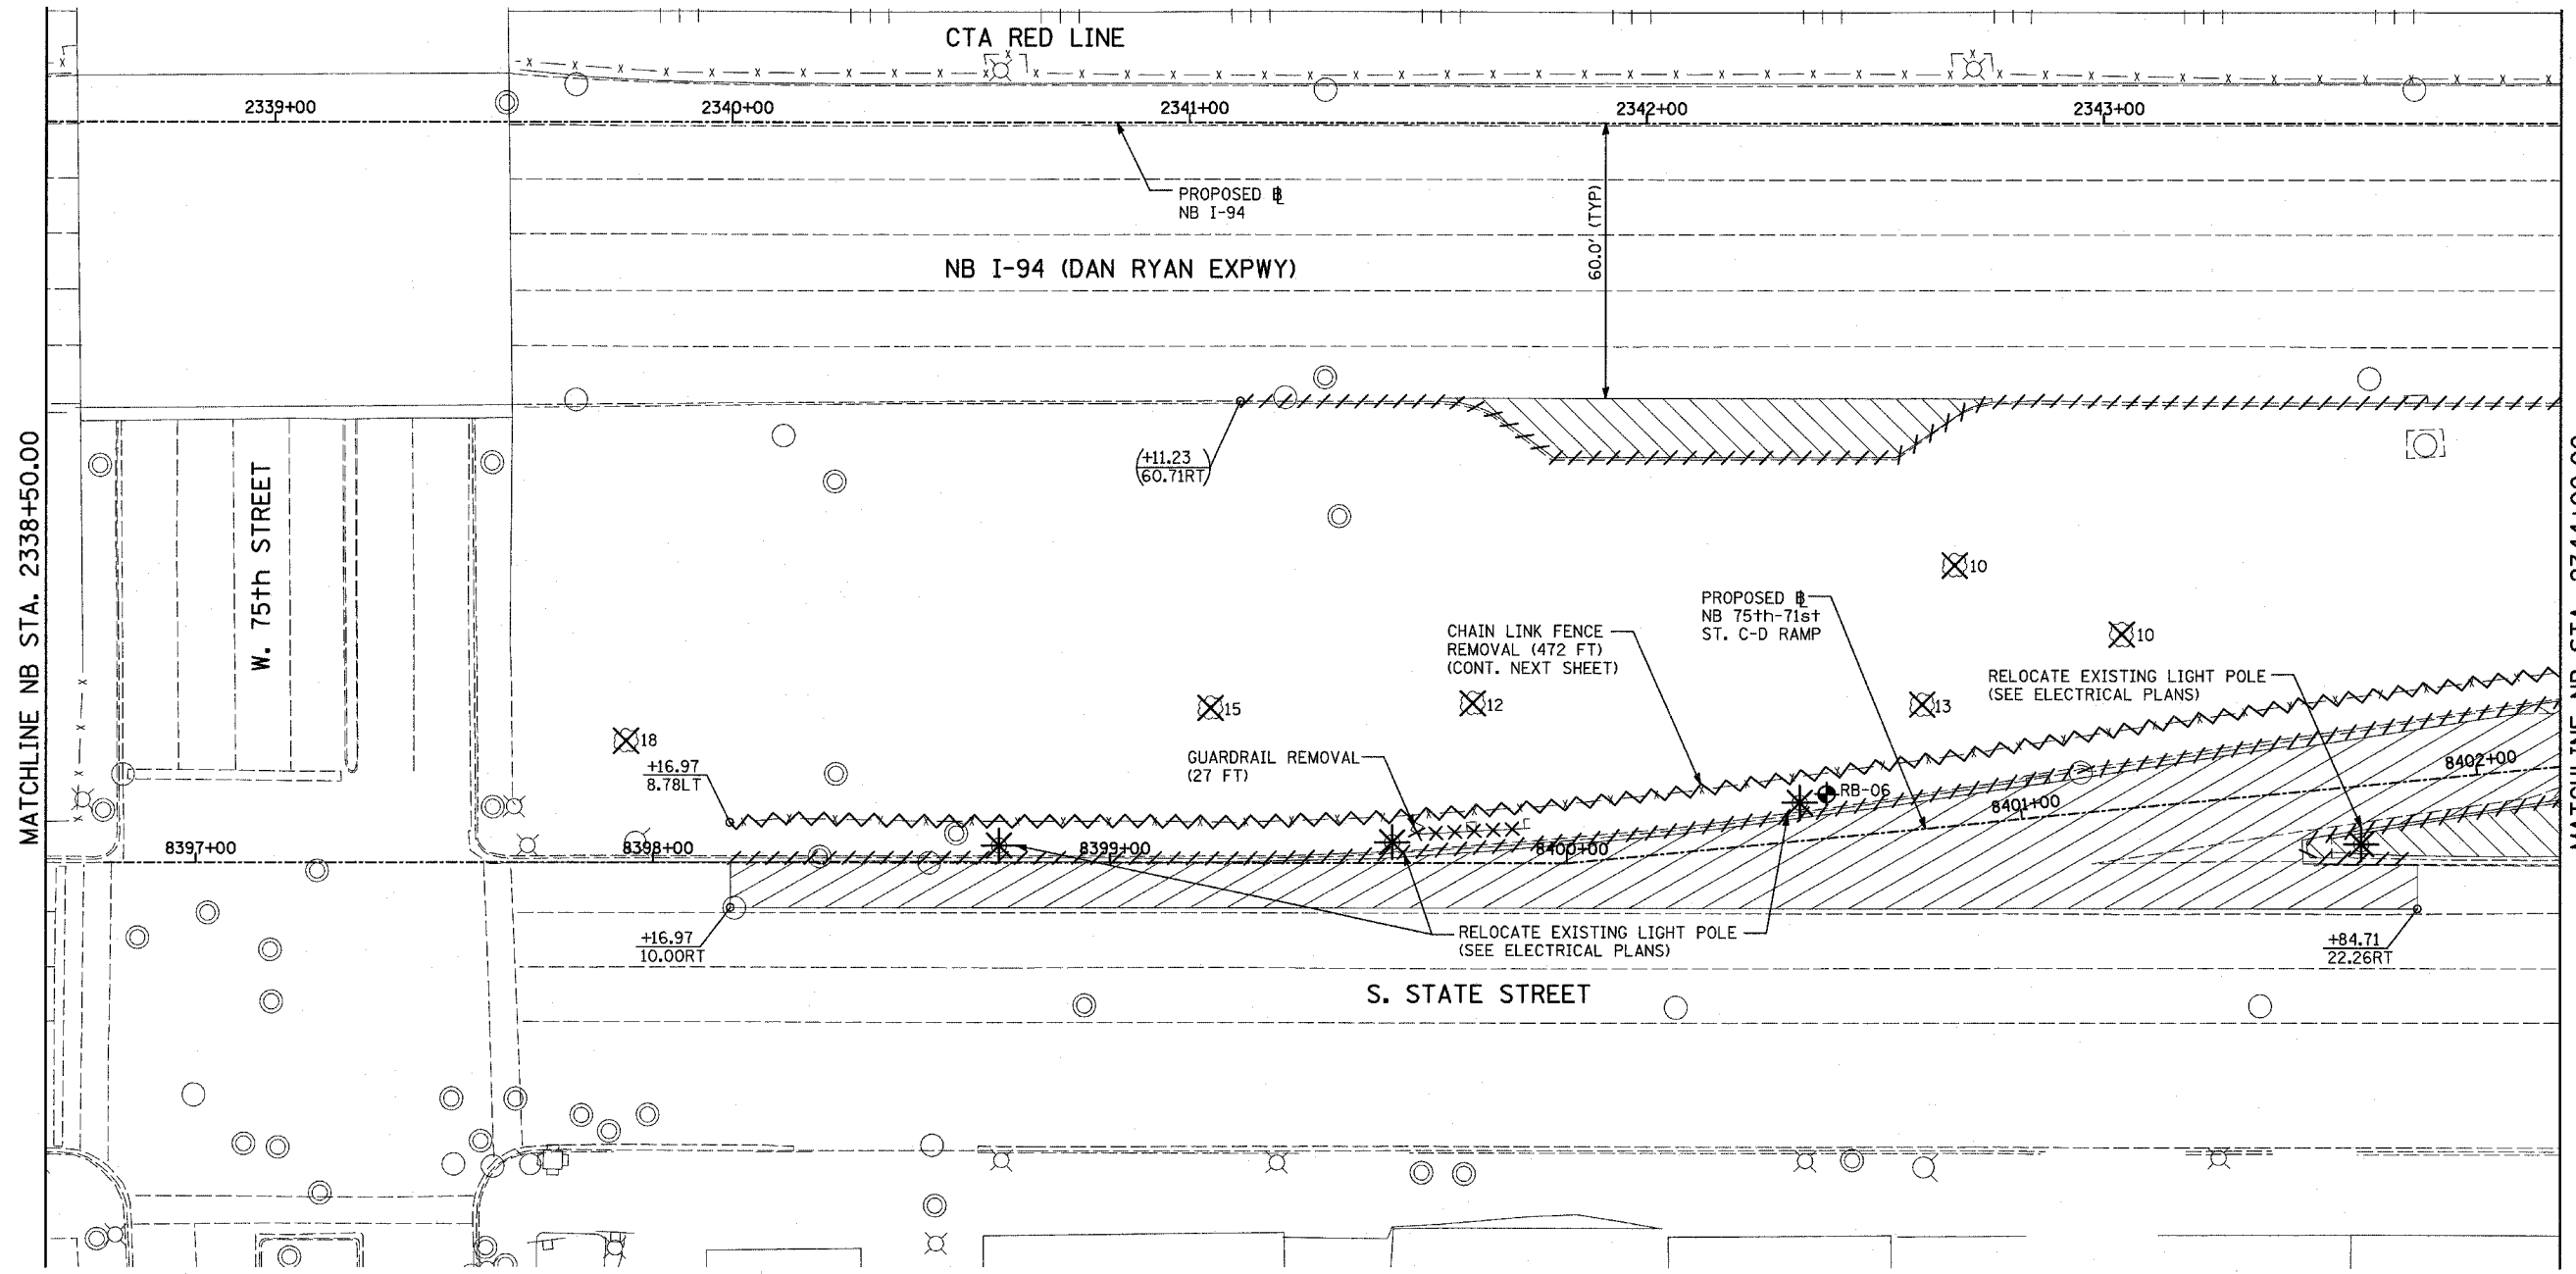 CTA RED LINE
2339+00
2340+00
2341+00
2342+00
2343+00
PROPOSED ℄
NB I-94
60.0' (TYP)
NB I-94 (DAN RYAN EXPWY)
MATCHLINE NB STA. 2338+50.00
W. 75th STREET
(+11.23
60.71RT)
10
PROPOSED ℄
NB 75th-71st
ST. C-D RAMP
10
CHAIN LINK FENCE
REMOVAL (472 FT)
(CONT. NEXT SHEET)
RELOCATE EXISTING LIGHT POLE
(SEE ELECTRICAL PLANS)
15
12
13
18
+16.97
8.78LT
GUARDRAIL REMOVAL
(27 FT)
RB-06
8402+00
8401+00
8397+00
8398+00
8399+00
8400+00
+16.97
10.00RT
RELOCATE EXISTING LIGHT POLE
(SEE ELECTRICAL PLANS)
+84.71
22.26RT
S. STATE STREET